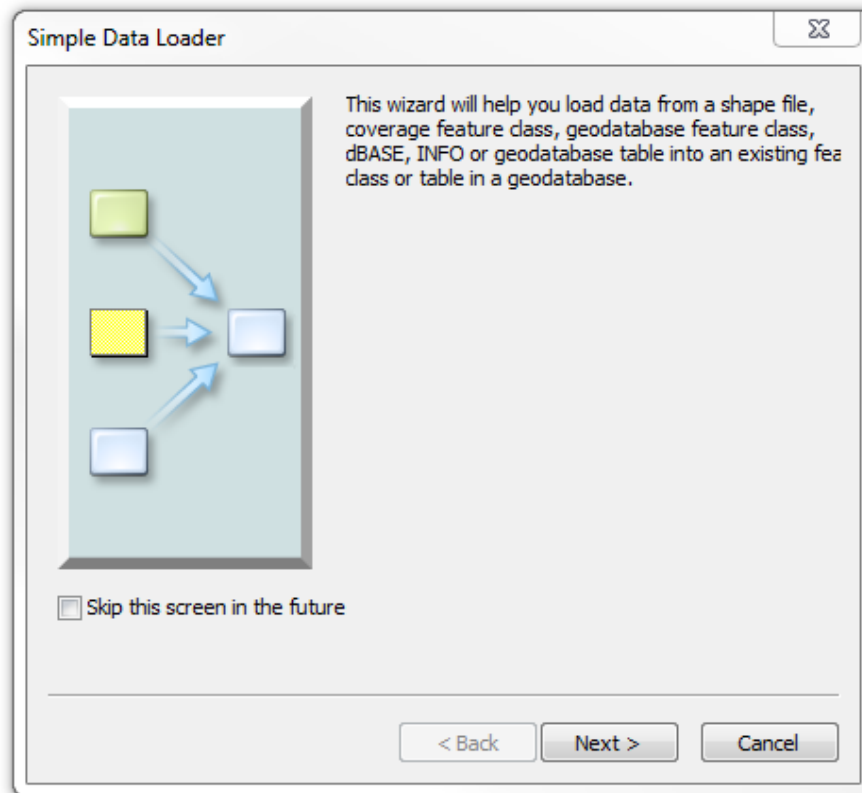 Simple Data Loader
This wizard will help you load data from a shape file,
coverage feature class, geodatabase feature class,
dBASE, INFO or geodatabase table into an existing fea
class or table in a geodatabase.
Skip this screen in the future
< Back
Next >
Cancel